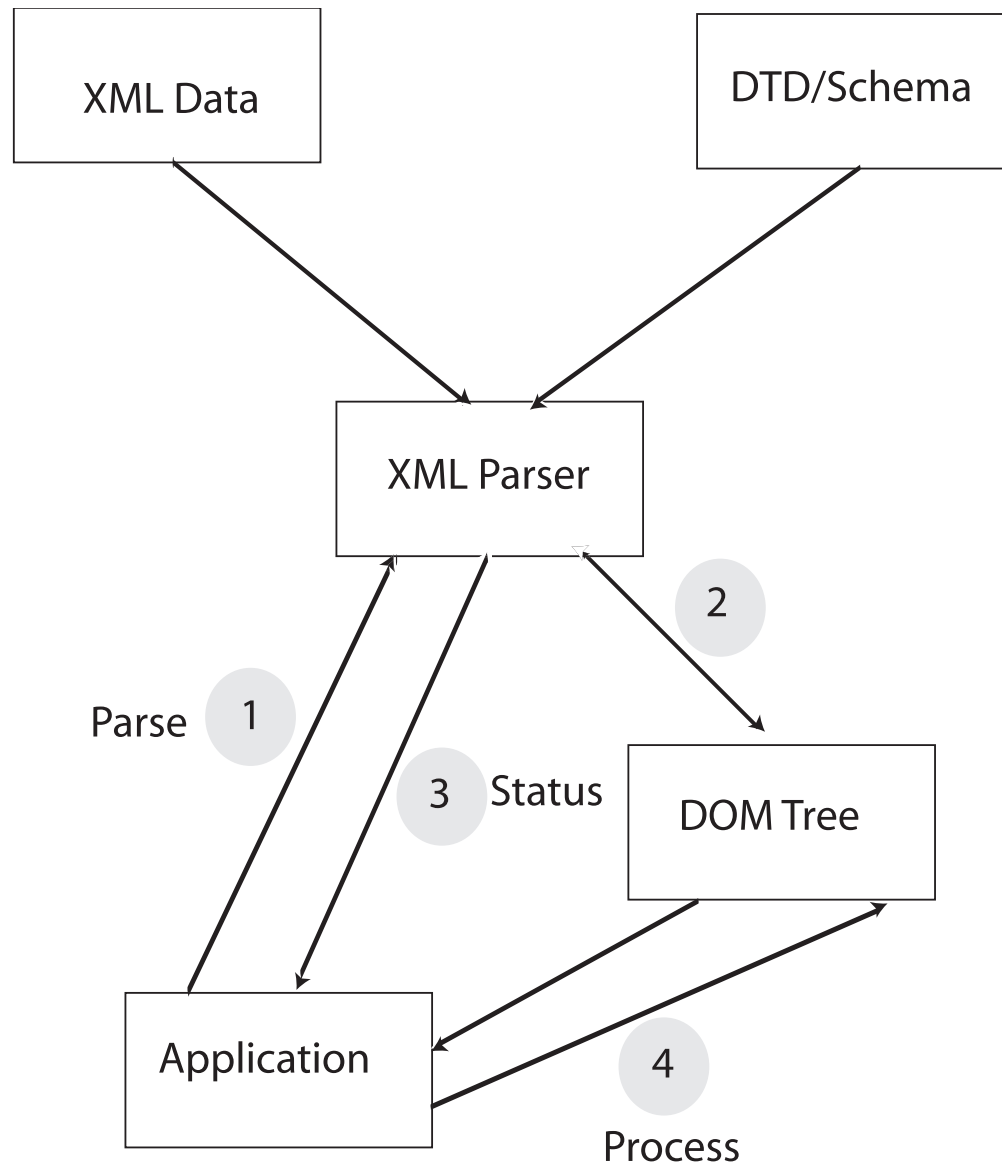 XML Data
DTD/Schema
XML Parser
2
Parse
1
3
Status
DOM Tree
Application
4
Process